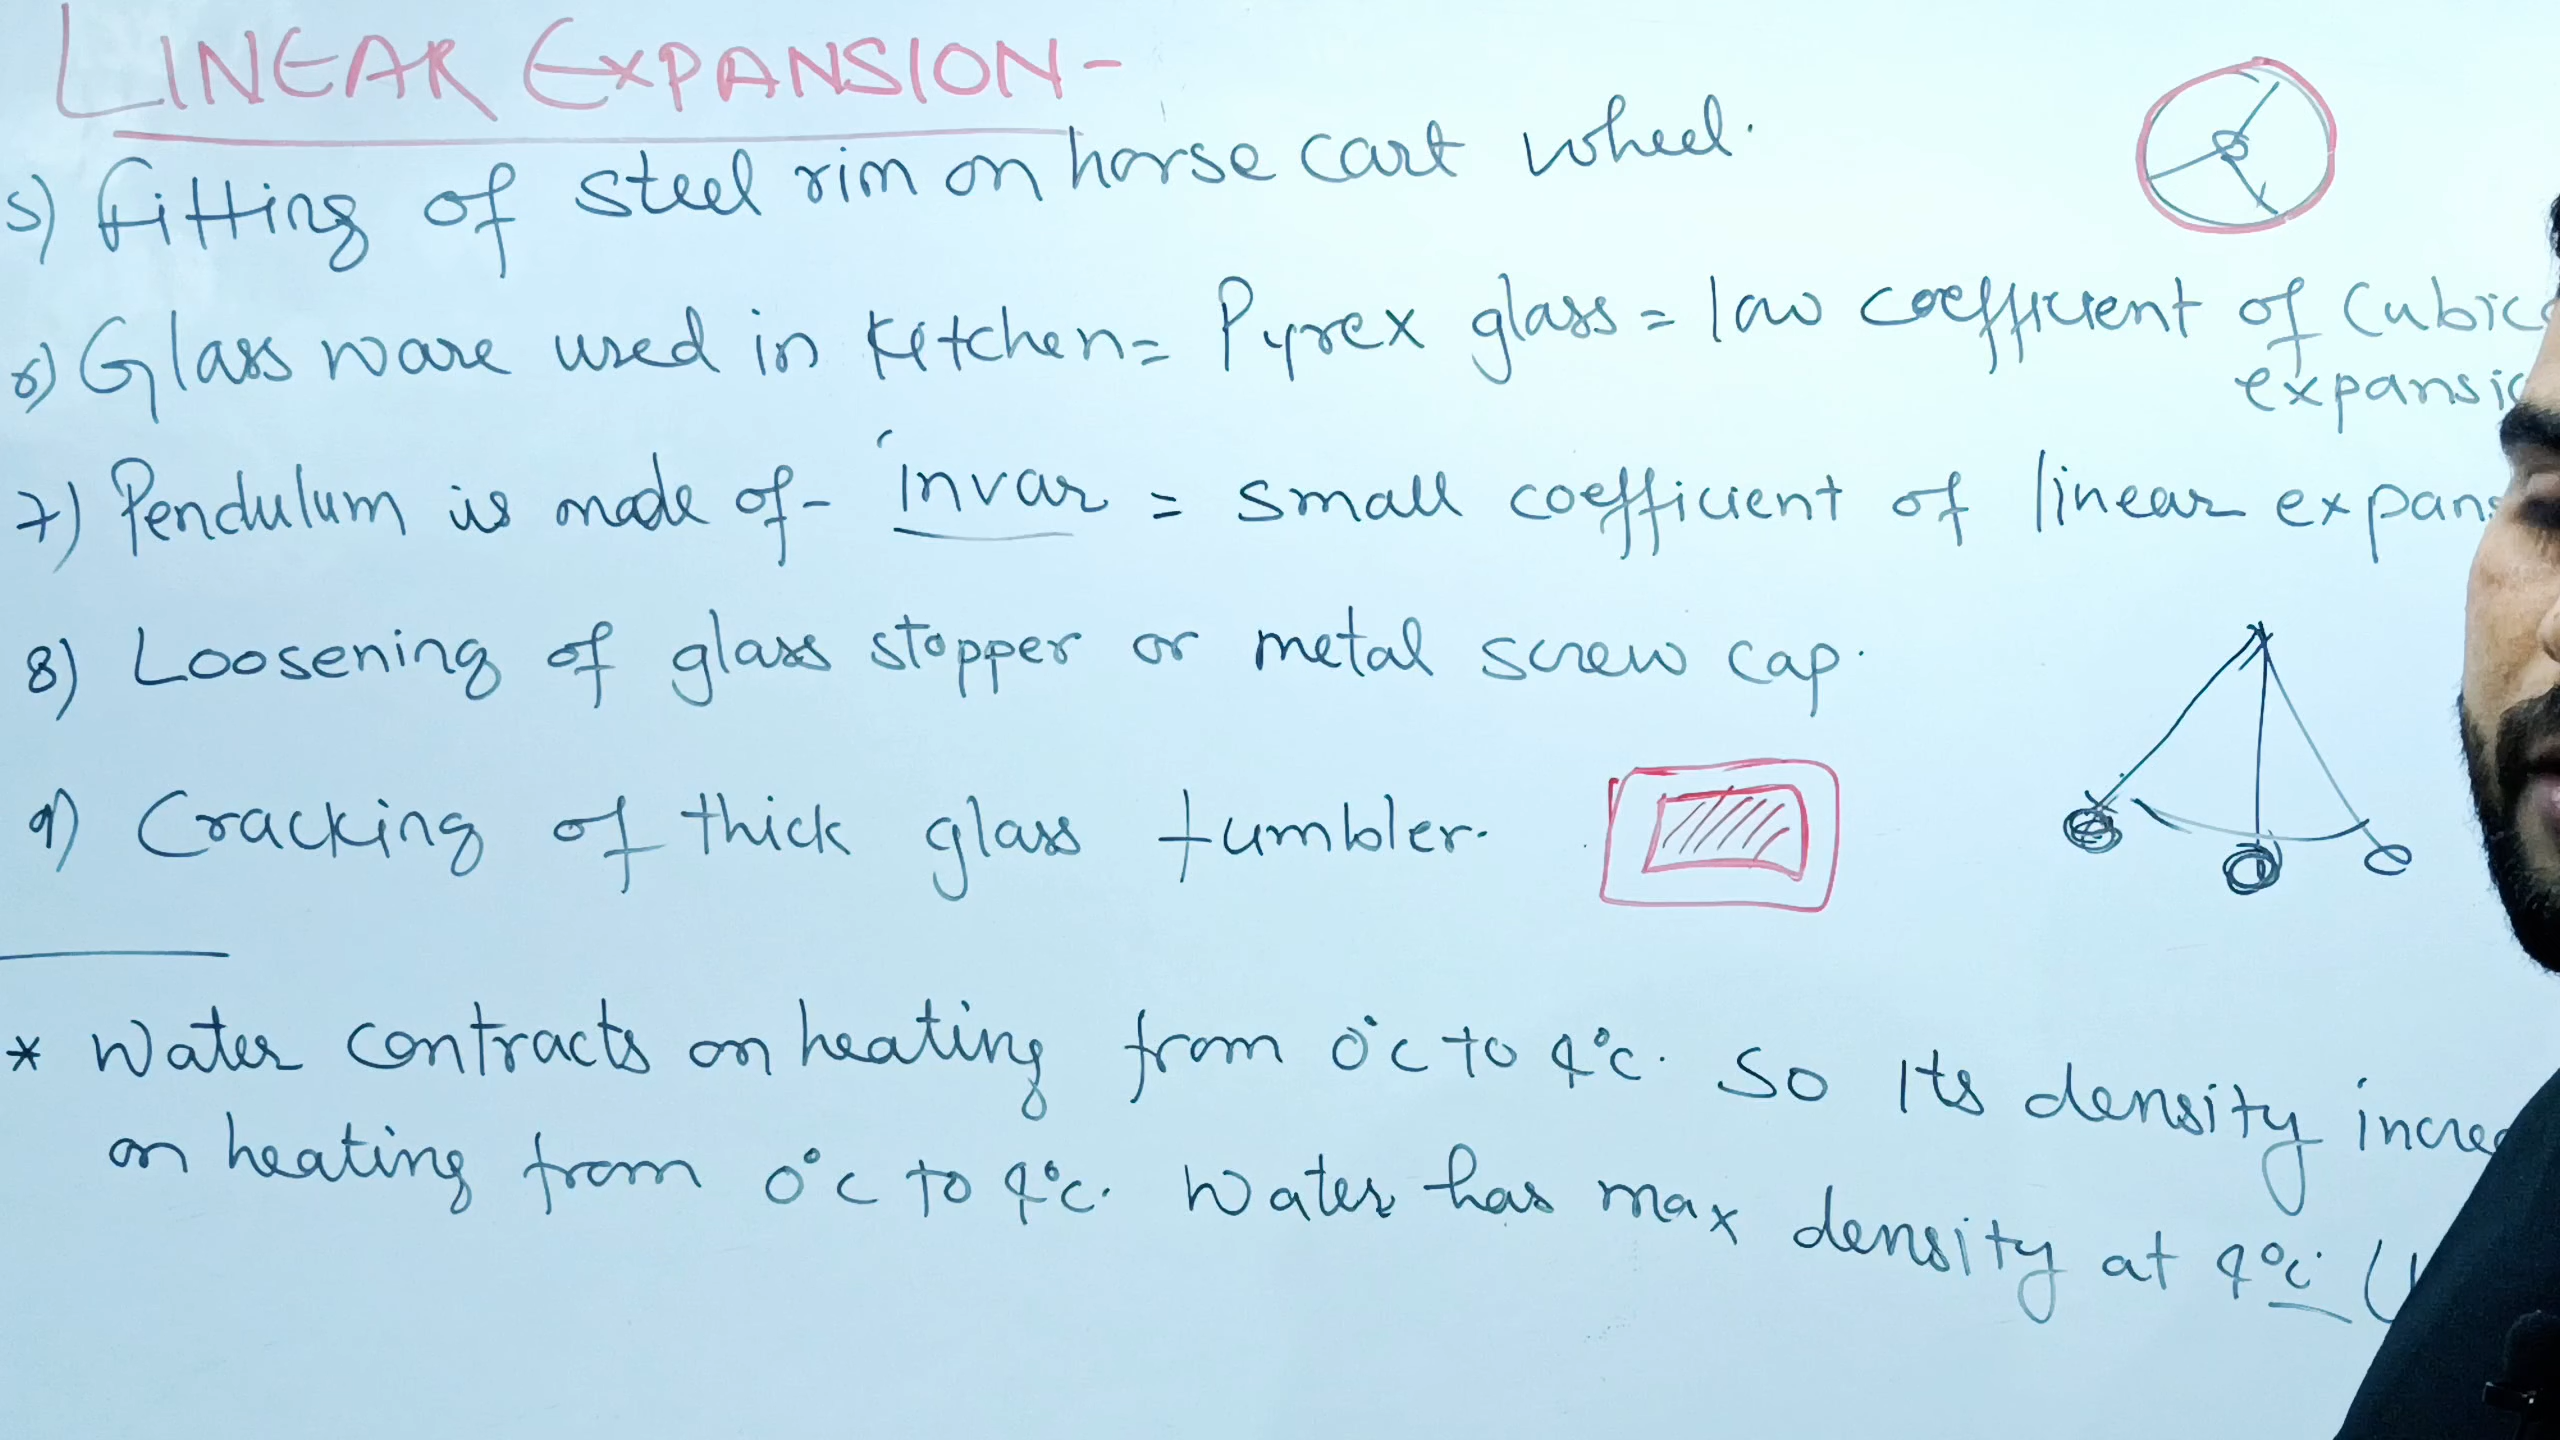 LINEAR EXPANSION-
5) Fitting of steel rim on horse cart wheel.
6) Glass ware used in kitchen = Pyrex glass = low coefficient of cubic
expansio
7) Pendulum is made of - invar = small coefficient of linear expans
8) Loosening of glass stopper or metal screw cap.
9) Cracking of thick glass tumbler.
* Water contracts on heating from 0°C to 4°C. So Its density increa
on heating from 0°C to 4°C. Water has max density at 4°C (